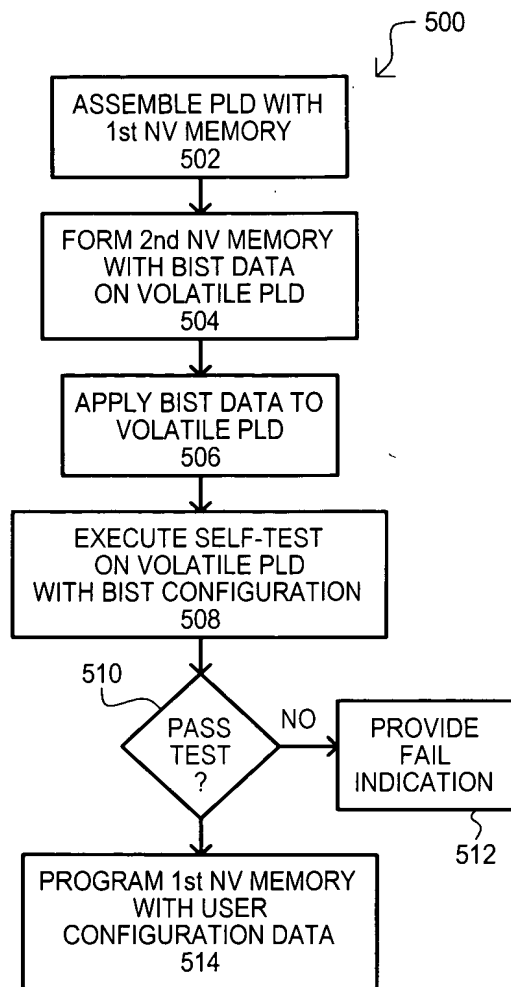 500
ASSEMBLE PLD WITH
1st NV MEMORY
502
FORM 2nd NV MEMORY
WITH BIST DATA
ON VOLATILE PLD
504
APPLY BIST DATA TO
VOLATILE PLD
506
EXECUTE SELF-TEST
ON VOLATILE PLD
WITH BIST CONFIGURATION
508
510
PASS
TEST
?
NO
PROVIDE
FAIL
INDICATION
512
PROGRAM 1st NV MEMORY
WITH USER
CONFIGURATION DATA
514